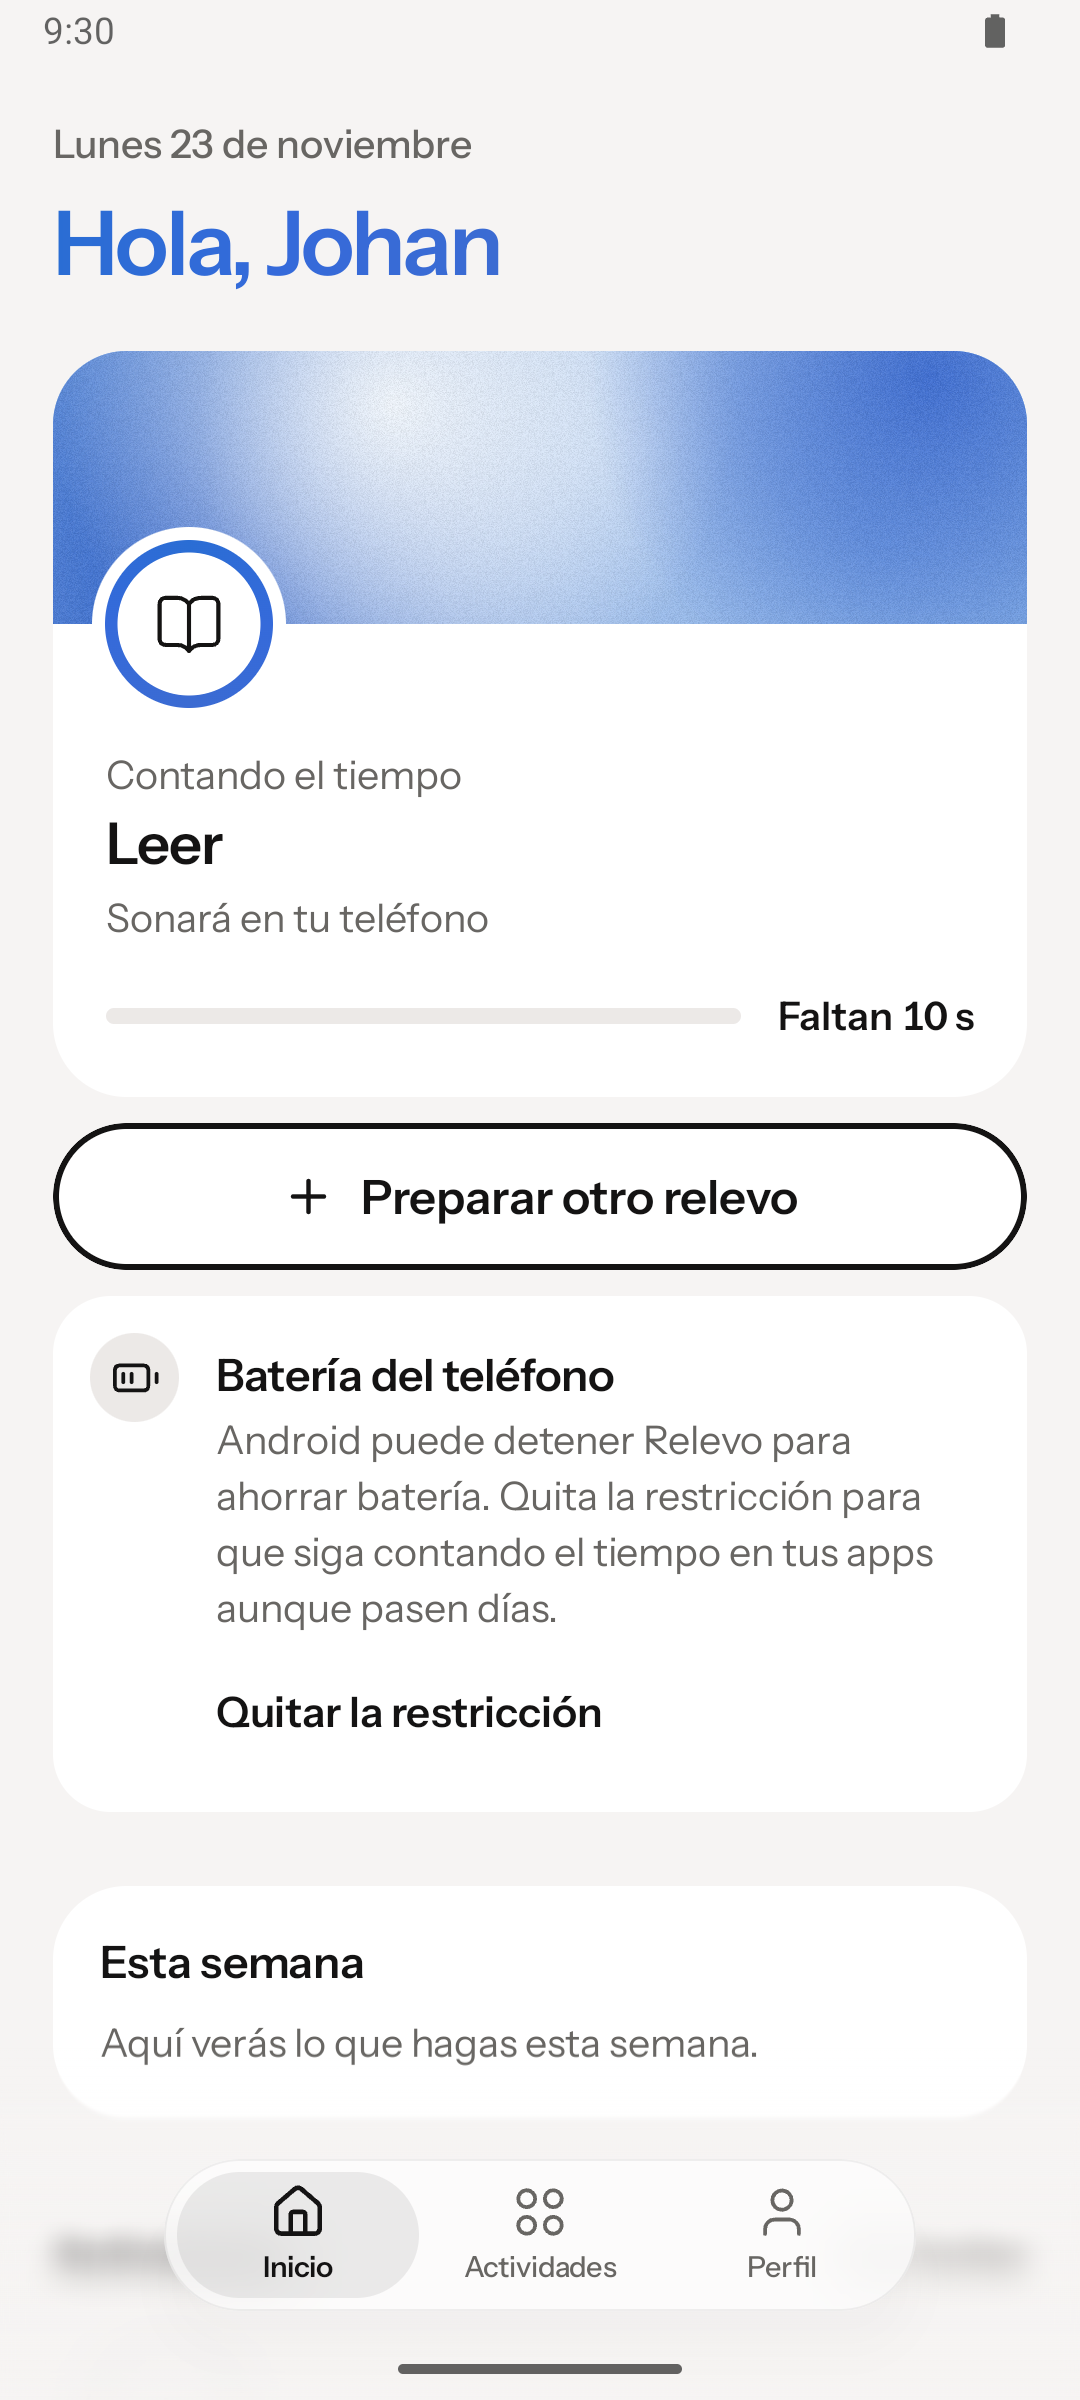 9:30
Lunes 23 de noviembre
Hola, Johan
Contando el tiempo
Leer
Sonará en tu teléfono
Faltan 10 s
Preparar otro relevo
Batería del teléfono
Android puede detener Relevo para
ahorrar batería. Quita la restricción para
que siga contando el tiempo en tus apps
aunque pasen días.
Quitar la restricción
Esta semana
Aquí verás lo que hagas esta semana.
Inicio
Actividades
Perfil